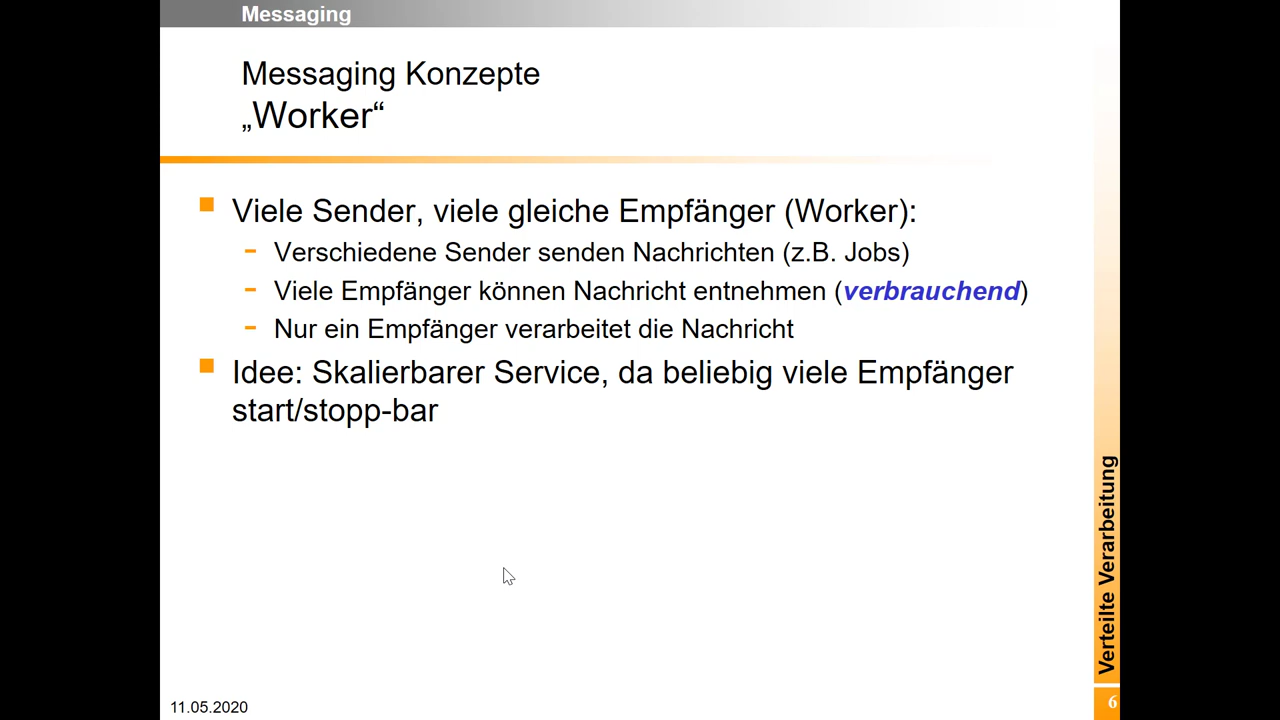 Messaging
Messaging Konzepte
„Worker“
Viele Sender, viele gleiche Empfänger (Worker):
Verschiedene Sender senden Nachrichten (z.B. Jobs)
Viele Empfänger können Nachricht entnehmen (verbrauchend)
Nur ein Empfänger verarbeitet die Nachricht
Idee: Skalierbarer Service, da beliebig viele Empfänger
start/stopp-bar
Verteilte Verarbeitung
11.05.2020
6